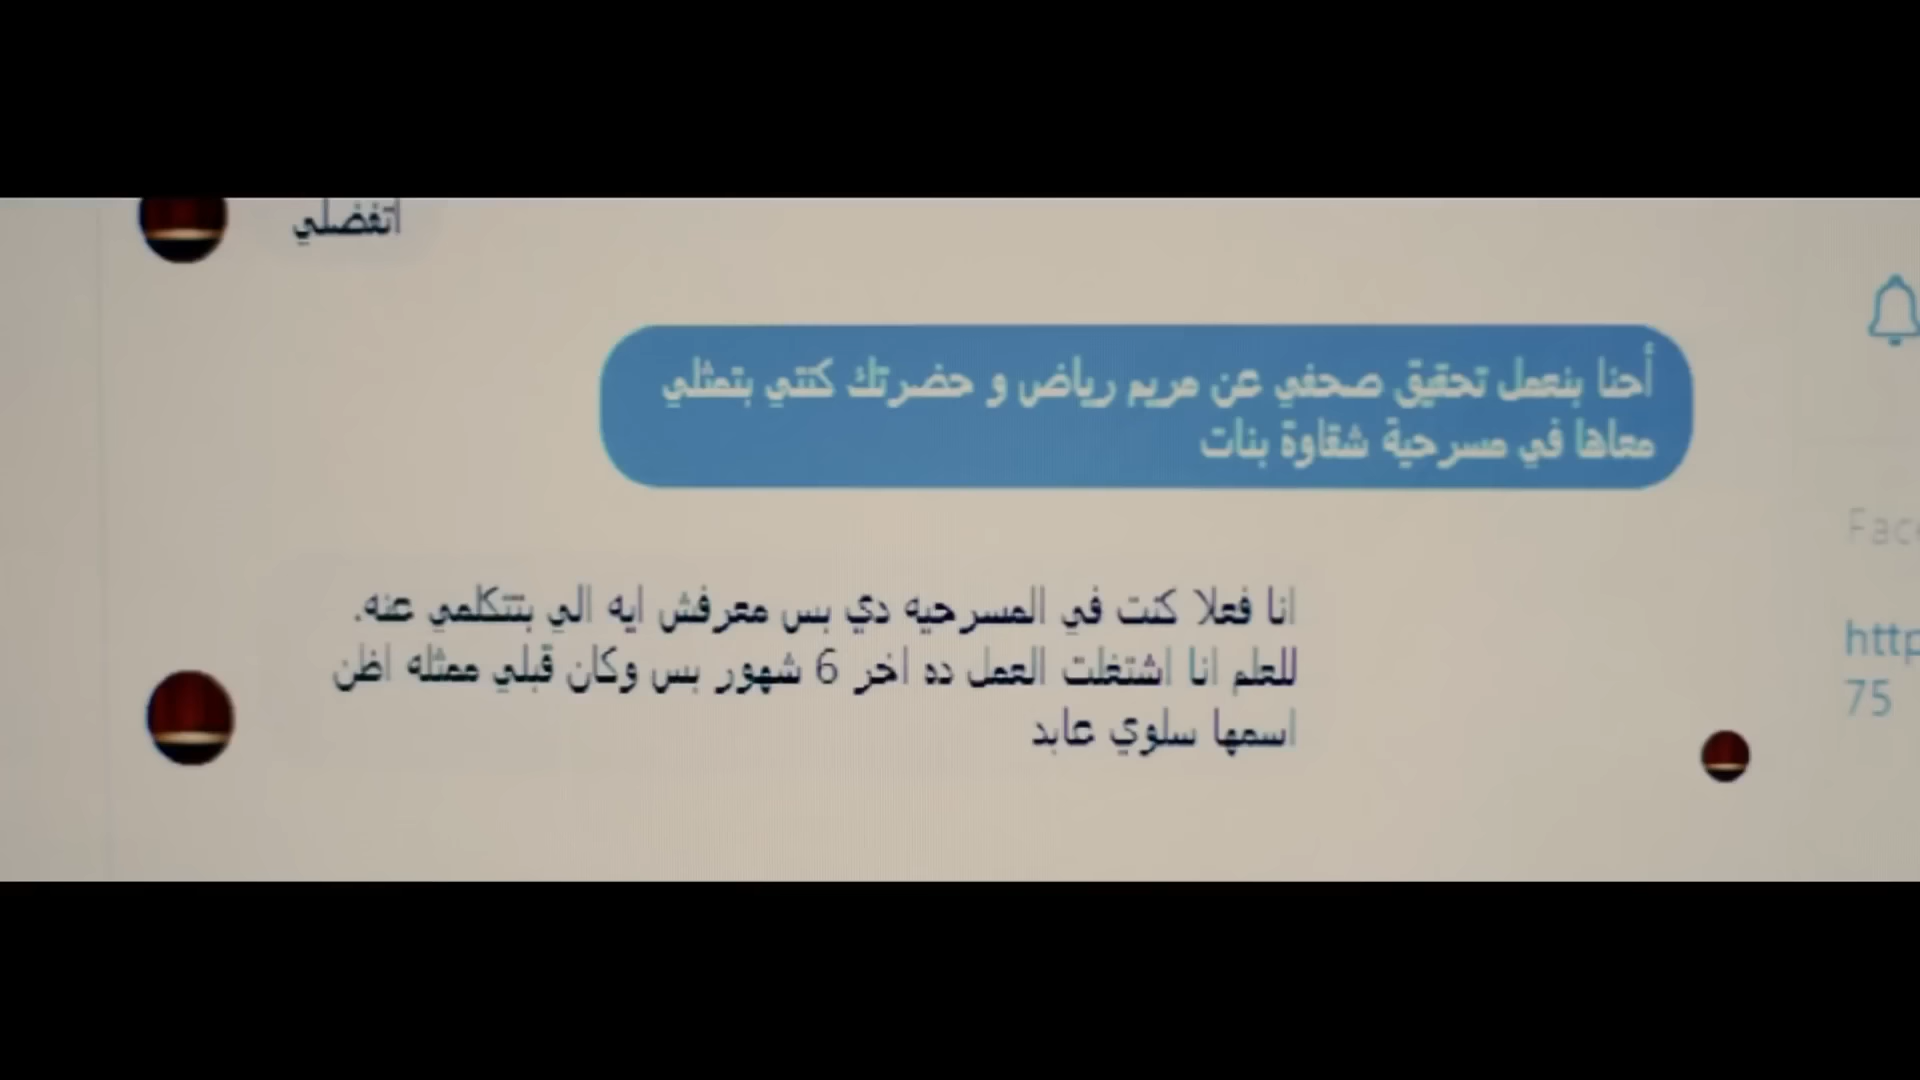 اتفضلي
أحنا بنعمل تحقيق صحفي عن مريم رياض و حضرتك كنتي بتمثلي
معاها في مسرحية شقاوة بنات
انا فعلا كنت في المسرحيه دي بس معرفش ايه الي بتتكلمي عنه.
للعلم انا اشتغلت العمل ده اخر 6 شهور بس وكان قبلي ممثله اظن
اسمها سلوي عابد
Fac
http
75